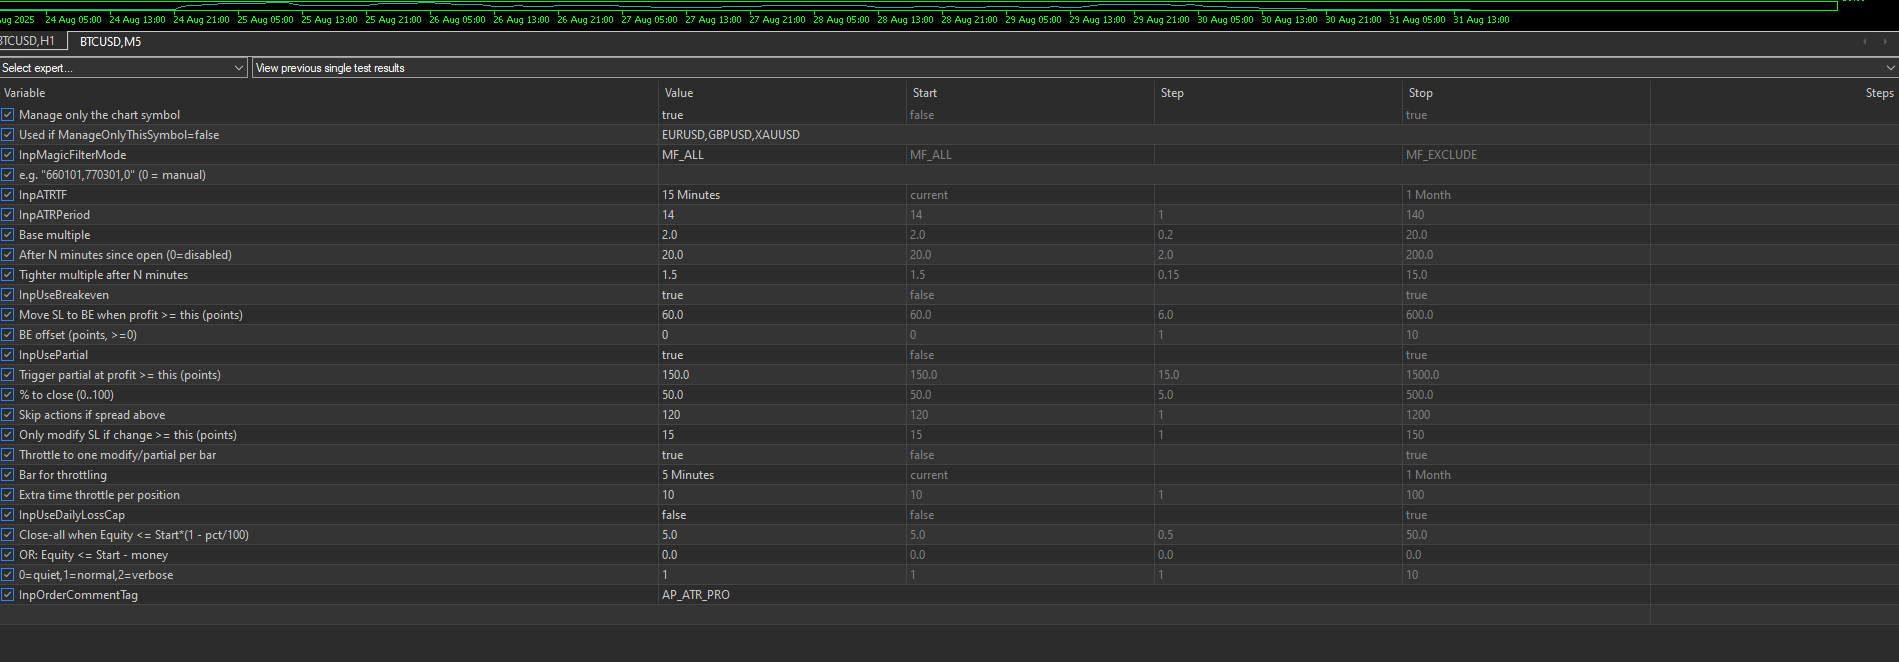 ug 2025 24 Aug 05:00 24 Aug 13:00 24 Aug 21:00 25 Aug 05:00 25 Aug 13:00 25 Aug 21:00 26 Aug 05:00 26 Aug 13:00 26 Aug 21:00 27 Aug 05:00 27 Aug 13:00 27 Aug 21:00 28 Aug 05:00 28 Aug 13:00 28 Aug 21:00 29 Aug 05:00 29 Aug 13:00 29 Aug 21:00 30 Aug 05:00 30 Aug 13:00 30 Aug 21:00 31 Aug 05:00 31 Aug 13:00
BTCUSD,H1 BTCUSD,M5
Select expert... View previous single test results
Variable Value Start Step Stop Steps
Manage only the chart symbol true false true
Used if ManageOnlyThisSymbol=false EURUSD,GBPUSD,XAUUSD
InpMagicFilterMode MF_ALL MF_ALL MF_EXCLUDE
e.g. "660101,770301,0" (0 = manual)
InpATRTF 15 Minutes current 1 Month
InpATRPeriod 14 14 1 140
Base multiple 2.0 2.0 0.2 20.0
After N minutes since open (0=disabled) 20.0 20.0 2.0 200.0
Tighter multiple after N minutes 1.5 1.5 0.15 15.0
InpUseBreakeven true false true
Move SL to BE when profit >= this (points) 60.0 60.0 6.0 600.0
BE offset (points, >=0) 0 0 1 10
InpUsePartial true false true
Trigger partial at profit >= this (points) 150.0 150.0 15.0 1500.0
% to close (0..100) 50.0 50.0 5.0 500.0
Skip actions if spread above 120 120 1 1200
Only modify SL if change >= this (points) 15 15 1 150
Throttle to one modify/partial per bar true false true
Bar for throttling 5 Minutes current 1 Month
Extra time throttle per position 10 10 1 100
InpUseDailyLossCap false false true
Close-all when Equity <= Start*(1 - pct/100) 5.0 5.0 0.5 50.0
OR: Equity <= Start - money 0.0 0.0 0.0 0.0
0=quiet,1=normal,2=verbose 1 1 1 10
InpOrderCommentTag AP_ATR_PRO